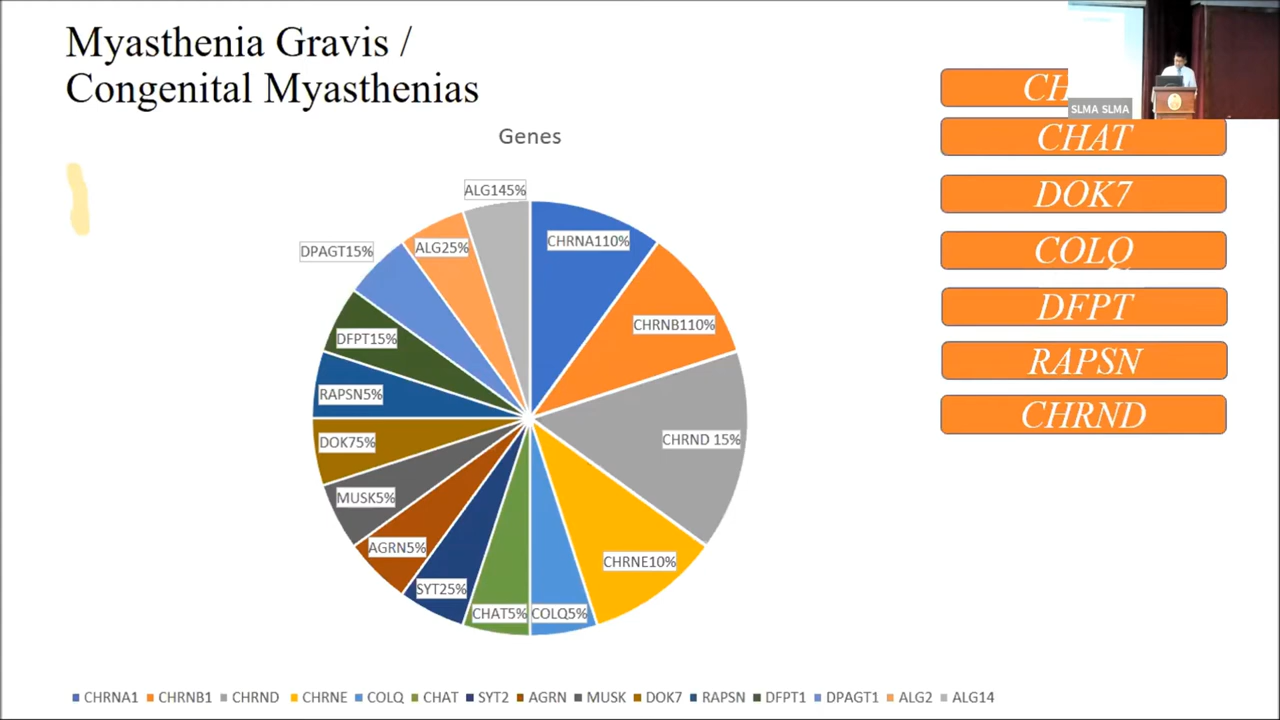 Myasthenia Gravis /
Congenital Myasthenias
Genes
ALG145%
CHRNA110%
DPAGT15%
ALG25%
CHRNB110%
DFPT15%
RAPSN5%
CHRND 15%
DOK75%
MUSK5%
AGRN5%
CHRNE10%
SYT25%
CHAT5%
COLQ5%
CHRNA1 CHRNB1 CHRND CHRNE COLQ CHAT SYT2 AGRN MUSK DOK7 RAPSN DFPT1 DPAGT1 ALG2 ALG14
SLMA SLMA
CHAT
DOK7
COLQ
DFPT
RAPSN
CHRND